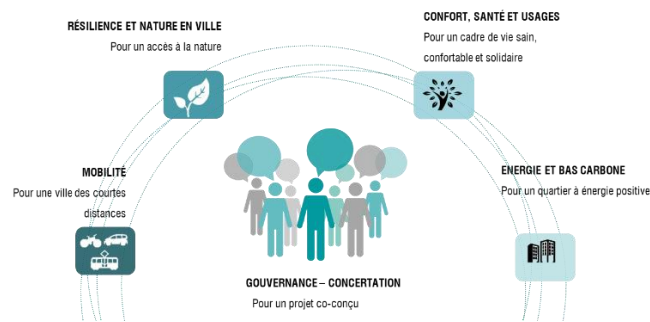 RÉSILIENCE ET NATURE EN VILLE
Pour un accès à la nature
CONFORT, SANTÉ ET USAGES
Pour un cadre de vie sain,
confortable et solidaire
MOBILITÉ
Pour une ville des courtes
distances
ENERGIE ET BAS CARBONE
Pour un quartier à énergie positive
GOUVERNANCE – CONCERTATION
Pour un projet co-conçu